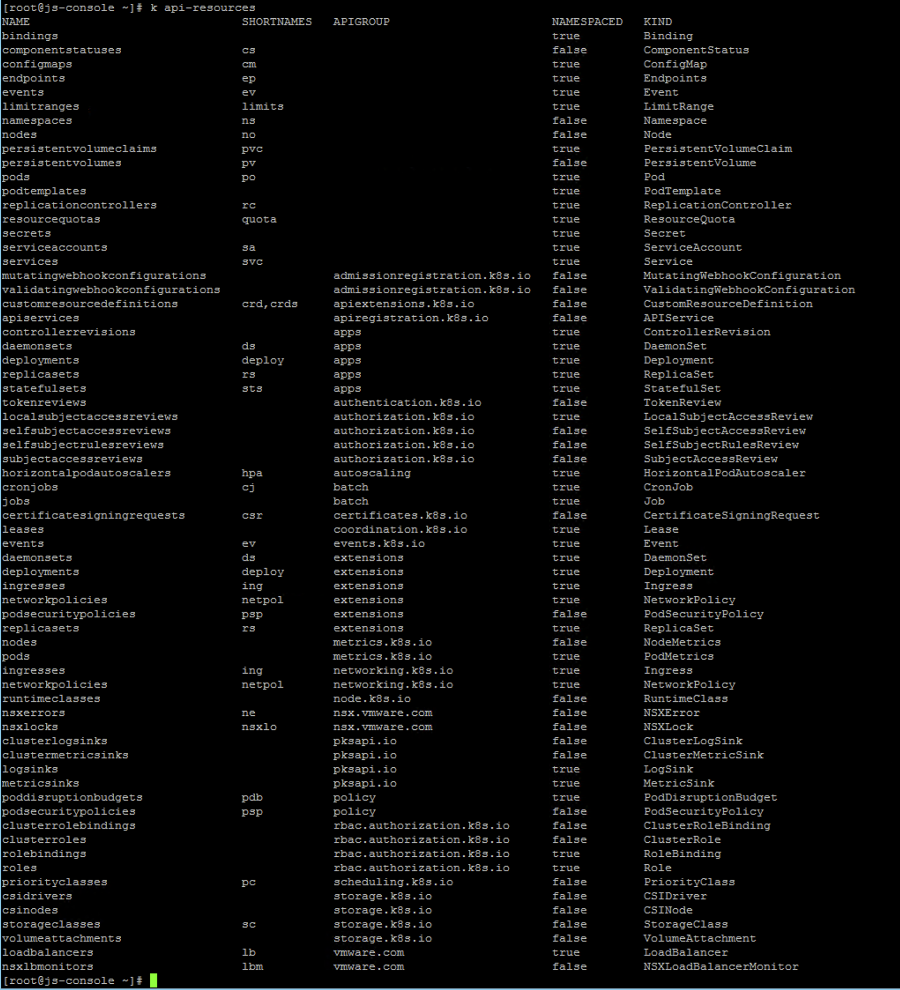 [root@js-console ~]# k api-resources
NAME SHORTNAMES APIGROUP NAMESPACED KIND
bindings true Binding
componentstatuses cs false ComponentStatus
configmaps cm true ConfigMap
endpoints ep true Endpoints
events ev true Event
limitranges limits true LimitRange
namespaces ns false Namespace
nodes no false Node
persistentvolumeclaims pvc true PersistentVolumeClaim
persistentvolumes pv false PersistentVolume
pods po true Pod
podtemplates true PodTemplate
replicationcontrollers rc true ReplicationController
resourcequotas quota true ResourceQuota
secrets true Secret
serviceaccounts sa true ServiceAccount
services svc true Service
mutatingwebhookconfigurations admissionregistration.k8s.io false MutatingWebhookConfiguration
validatingwebhookconfigurations admissionregistration.k8s.io false ValidatingWebhookConfiguration
customresourcedefinitions crd,crds apiextensions.k8s.io false CustomResourceDefinition
apiservices apiregistration.k8s.io false APIService
controllerrevisions apps true ControllerRevision
daemonsets ds apps true DaemonSet
deployments deploy apps true Deployment
replicasets rs apps true ReplicaSet
statefulsets sts apps true StatefulSet
tokenreviews authentication.k8s.io false TokenReview
localsubjectaccessreviews authorization.k8s.io true LocalSubjectAccessReview
selfsubjectaccessreviews authorization.k8s.io false SelfSubjectAccessReview
selfsubjectrulesreviews authorization.k8s.io false SelfSubjectRulesReview
subjectaccessreviews authorization.k8s.io false SubjectAccessReview
horizontalpodautoscalers hpa autoscaling true HorizontalPodAutoscaler
cronjobs cj batch true CronJob
jobs batch true Job
certificatesigningrequests csr certificates.k8s.io false CertificateSigningRequest
leases coordination.k8s.io true Lease
events ev events.k8s.io true Event
daemonsets ds extensions true DaemonSet
deployments deploy extensions true Deployment
ingresses ing extensions true Ingress
networkpolicies netpol extensions true NetworkPolicy
podsecuritypolicies psp extensions false PodSecurityPolicy
replicasets rs extensions true ReplicaSet
nodes metrics.k8s.io false NodeMetrics
pods metrics.k8s.io true PodMetrics
ingresses ing networking.k8s.io true Ingress
networkpolicies netpol networking.k8s.io true NetworkPolicy
runtimeclasses node.k8s.io false RuntimeClass
nsxerrors ne nsx.vmware.com false NSXError
nsxlocks nsxlo nsx.vmware.com false NSXLock
clusterlogsinks pksapi.io false ClusterLogSink
clustermetricsinks pksapi.io false ClusterMetricSink
logsinks pksapi.io true LogSink
metricsinks pksapi.io true MetricSink
poddisruptionbudgets pdb policy true PodDisruptionBudget
podsecuritypolicies psp policy false PodSecurityPolicy
clusterrolebindings rbac.authorization.k8s.io false ClusterRoleBinding
clusterroles rbac.authorization.k8s.io false ClusterRole
rolebindings rbac.authorization.k8s.io true RoleBinding
roles rbac.authorization.k8s.io true Role
priorityclasses pc scheduling.k8s.io false PriorityClass
csidrivers storage.k8s.io false CSIDriver
csinodes storage.k8s.io false CSINode
storageclasses sc storage.k8s.io false StorageClass
volumeattachments storage.k8s.io false VolumeAttachment
loadbalancers lb vmware.com true LoadBalancer
nsxlbmonitors lbm vmware.com false NSXLoadBalancerMonitor
[root@js-console ~]#